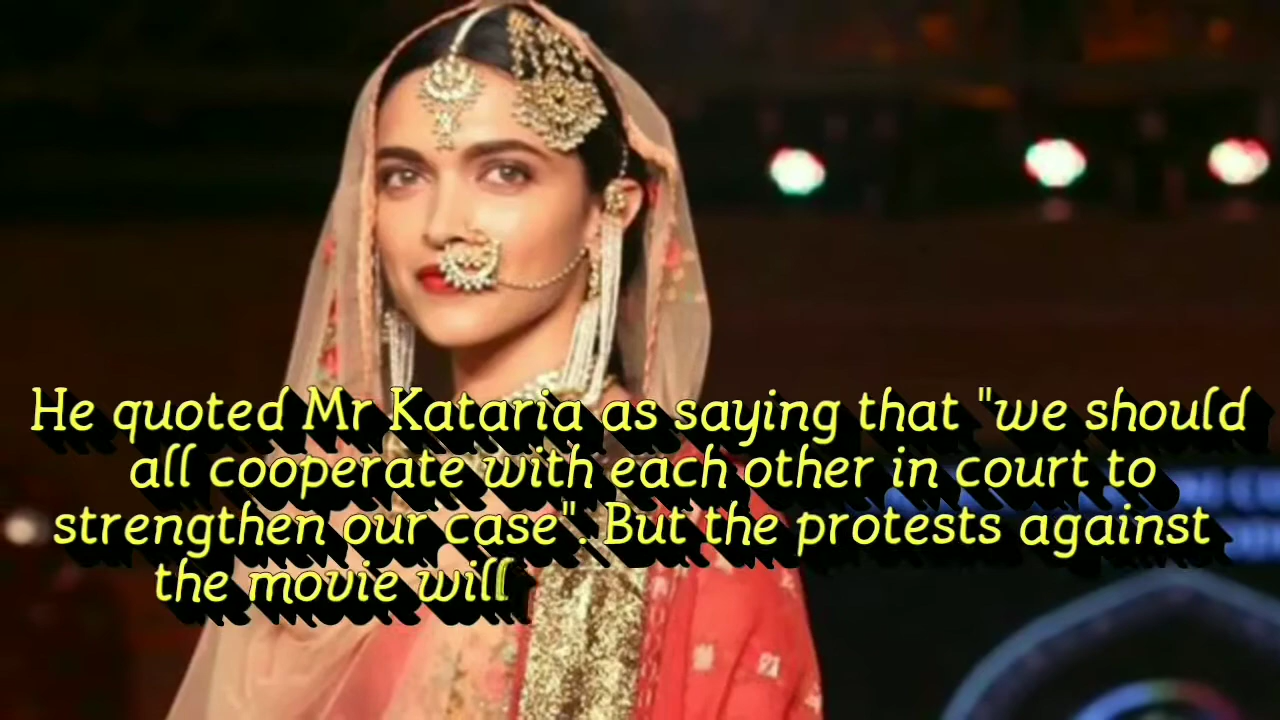 He quoted Mr Kataria as saying that "we should
all cooperate with each other in court to
strengthen our case". But the protests against
the movie will